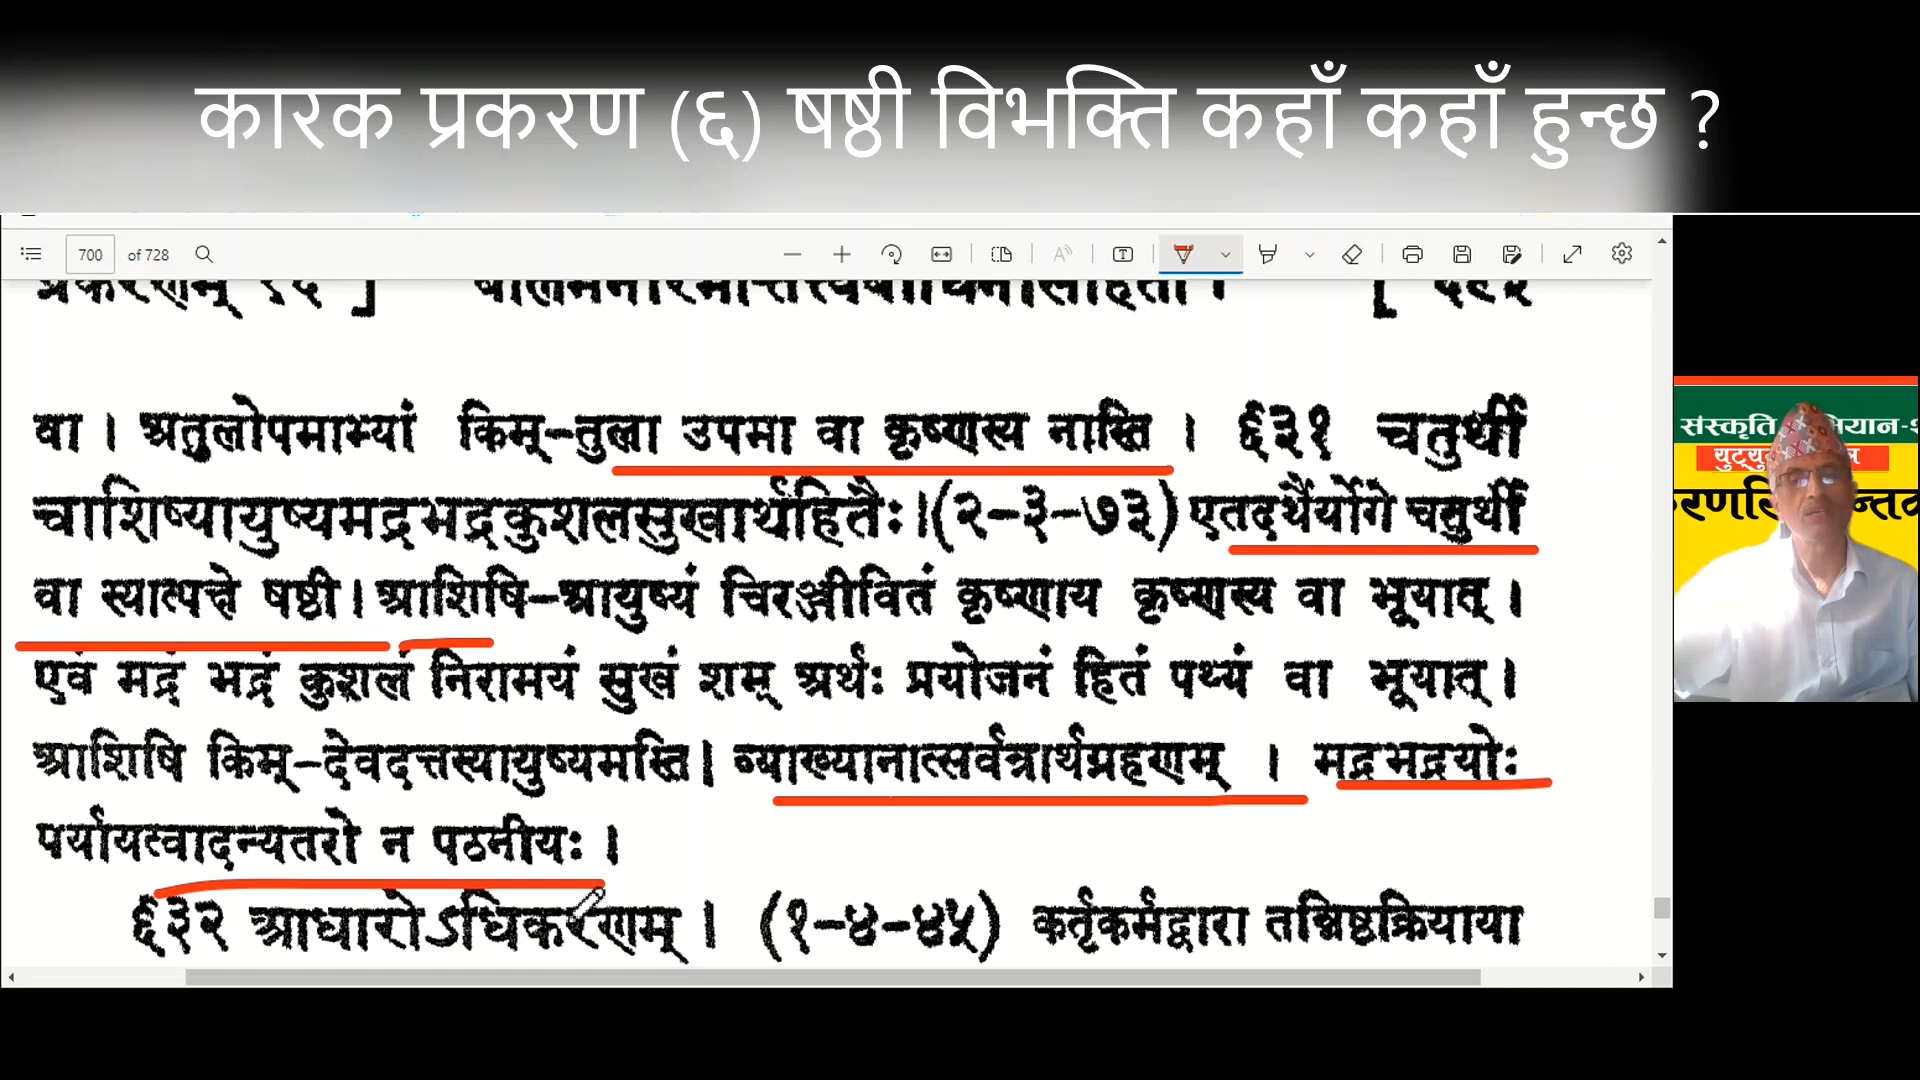 कारक प्रकरण (६) षष्ठी विभक्ति कहाँ कहाँ हुन्छ ?
700 of 728
वा । अतुलोपमाभ्यां किम्-तुला उपमा वा कृष्णस्य नास्ति । ६३१ चतुर्थी
चाशिष्यायुष्यमद्रभद्रकुशलसुखार्थहितैः।(२-३-७३) एतदर्थैर्योगे चतुर्थी
वा स्यात्पक्षे षष्ठी। आशिषि-आयुष्यं चिरञ्जीवितं कृष्णाय कृष्णस्य वा भूयात् ।
एवं मद्रं भद्रं कुशलं निरामयं सुखं शम् अर्थः प्रयोजनं हितं पथ्यं वा भूयात् ।
आशिषि किम्-देवदत्तस्यायुष्यमस्ति। व्याख्यानात्सर्वत्रार्थग्रहणम् । मद्रभद्रयोः
पर्यायत्वादन्यतरो न पठनीयः ।
६३२ आधारोऽधिकरणम् । (१-४-४५) कर्तृकर्मद्वारा तन्निष्ठक्रियाया
संस्कृति